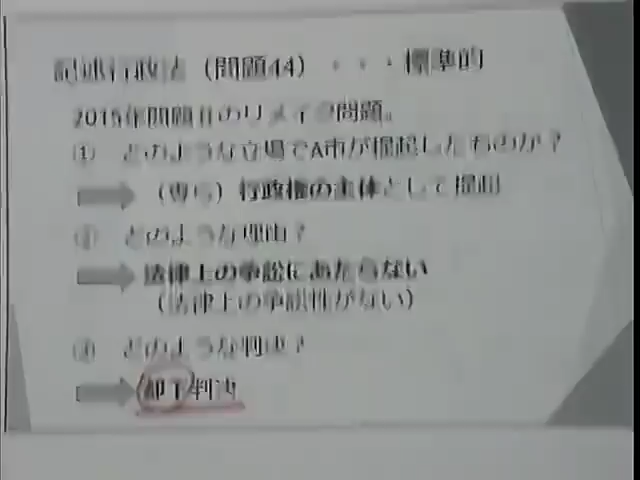 記述行政法（問題44）・・・標準的
2015年問題のリメイク問題。
① どのような立場でA市が提起したものか？
（専ら）行政権の主体として提起
② どのような理由？
法律上の争訟にあたらない
（法律上の争訟性がない）
③ どのような判決？
却下判決